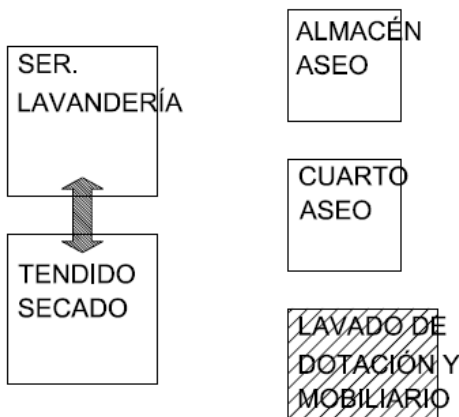 SER.
LAVANDERÍA
TENDIDO
SECADO
ALMACÉN
ASEO
CUARTO
ASEO
LAVADO DE
DOTACIÓN Y
MOBILIARIO